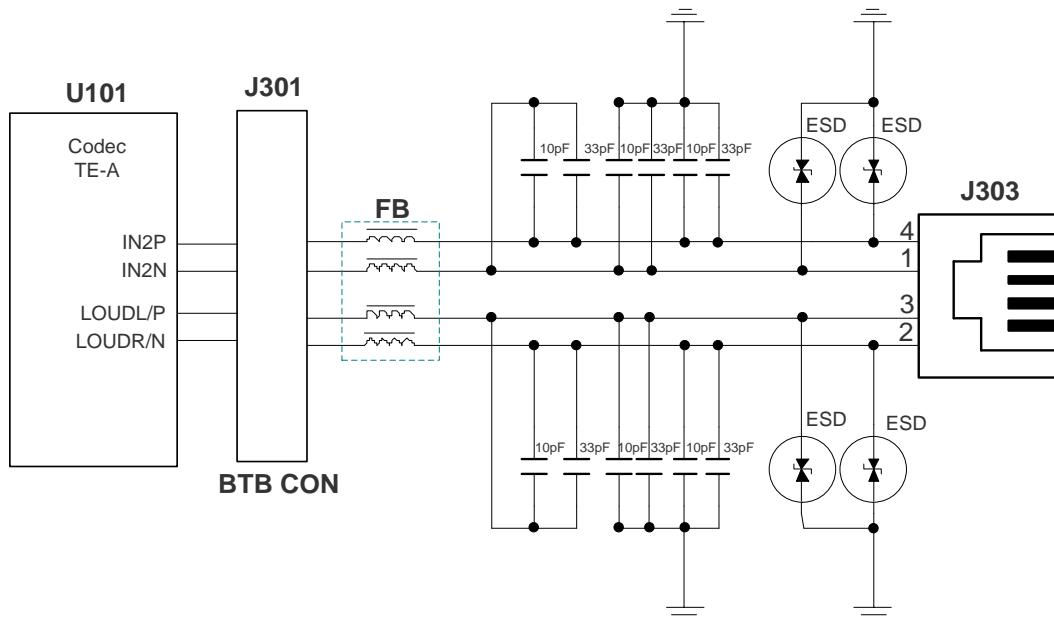 U101
J301
Codec
TE-A
IN2P
IN2N
LOUDL/P
LOUDR/N
BTB CON
FB
10pF 33pF 10pF 33pF 10pF 33pF
ESD ESD
J303
4
1
3
2
10pF 33pF 10pF 33pF 10pF 33pF
ESD ESD